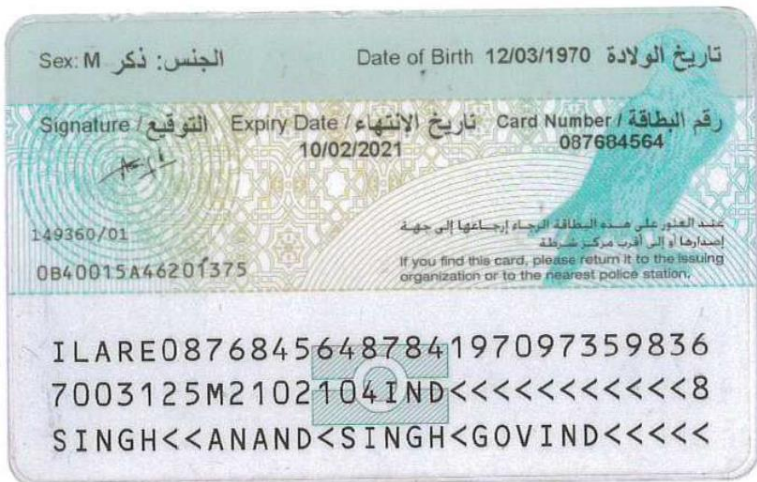 Sex: M الجنس: ذكر Date of Birth 12/03/1970 تاريخ الولادة
Signature / التوقيع Expiry Date / تاريخ الإنتهاء Card Number / رقم البطاقة
10/02/2021 087684564
149360/01
عند العثور على هذه البطاقة الرجاء إرجاعها إلى جهة
إصدارها أو إلى أقرب مركز شرطة
0B40015A46201375
If you find this card, please return it to the issuing
organization or to the nearest police station.
ILARE0876845648784197097359836
7003125M2102104IND<<<<<<<<<<<8
SINGH<<ANAND<SINGH<GOVIND<<<<<